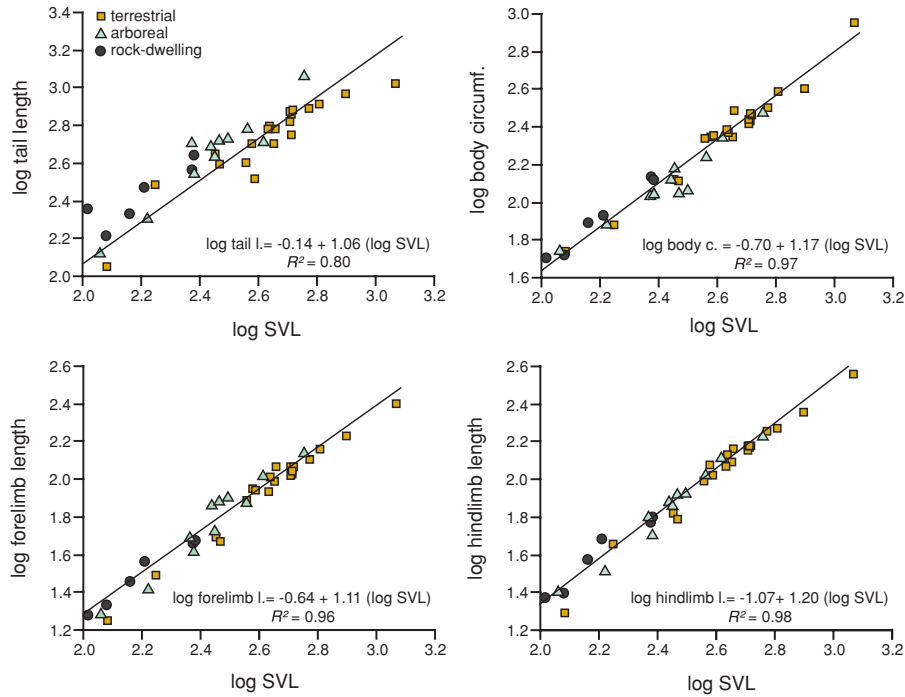 terrestrial
arboreal
rock-dwelling
log tail length
3.4
3.2
3.0
2.8
2.6
2.4
2.2
2.0
log tail l.= -0.14 + 1.06 (log SVL)
R² = 0.80
2.0 2.2 2.4 2.6 2.8 3.0 3.2
log SVL
log body circumf.
3.0
2.8
2.6
2.4
2.2
2.0
1.8
1.6
log body c. = -0.70 + 1.17 (log SVL)
R² = 0.97
2.0 2.2 2.4 2.6 2.8 3.0 3.2
log SVL
log forelimb length
2.6
2.4
2.2
2.0
1.8
1.6
1.4
1.2
log forelimb l.= -0.64 + 1.11 (log SVL)
R² = 0.96
2.0 2.2 2.4 2.6 2.8 3.0 3.2
log SVL
log hindlimb length
2.6
2.4
2.2
2.0
1.8
1.6
1.4
1.2
log hindlimb l.= -1.07+ 1.20 (log SVL)
R² = 0.98
2.0 2.2 2.4 2.6 2.8 3.0 3.2
log SVL